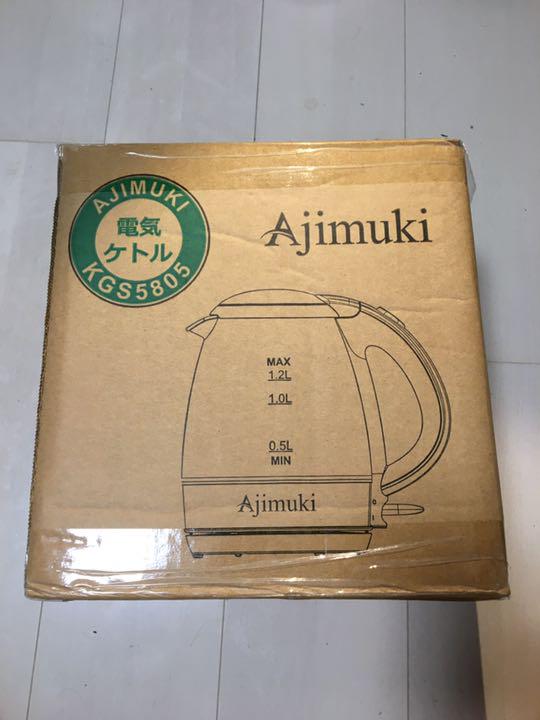 AJIMUKI
電気
ケトル
KGS5805
Ajimuki
MAX
1.2L
1.0L
0.5L
MIN
Ajimuki